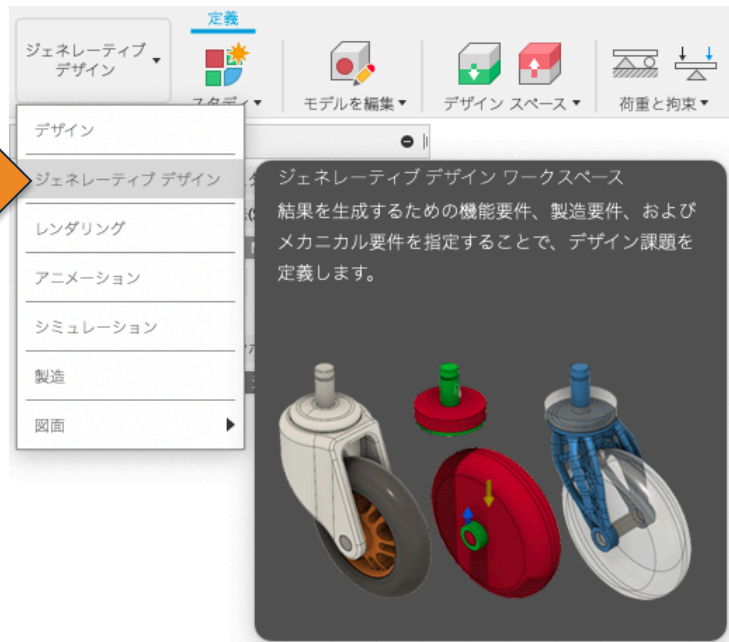 定義
ジェネレーティブ
デザイン
スタディ
モデルを編集
デザイン スペース
荷重と拘束
デザイン
ジェネレーティブ デザイン
レンダリング
アニメーション
シミュレーション
製造
図面
ジェネレーティブ デザイン ワークスペース
結果を生成するための機能要件、製造要件、および
メカニカル要件を指定することで、デザイン課題を
定義します。